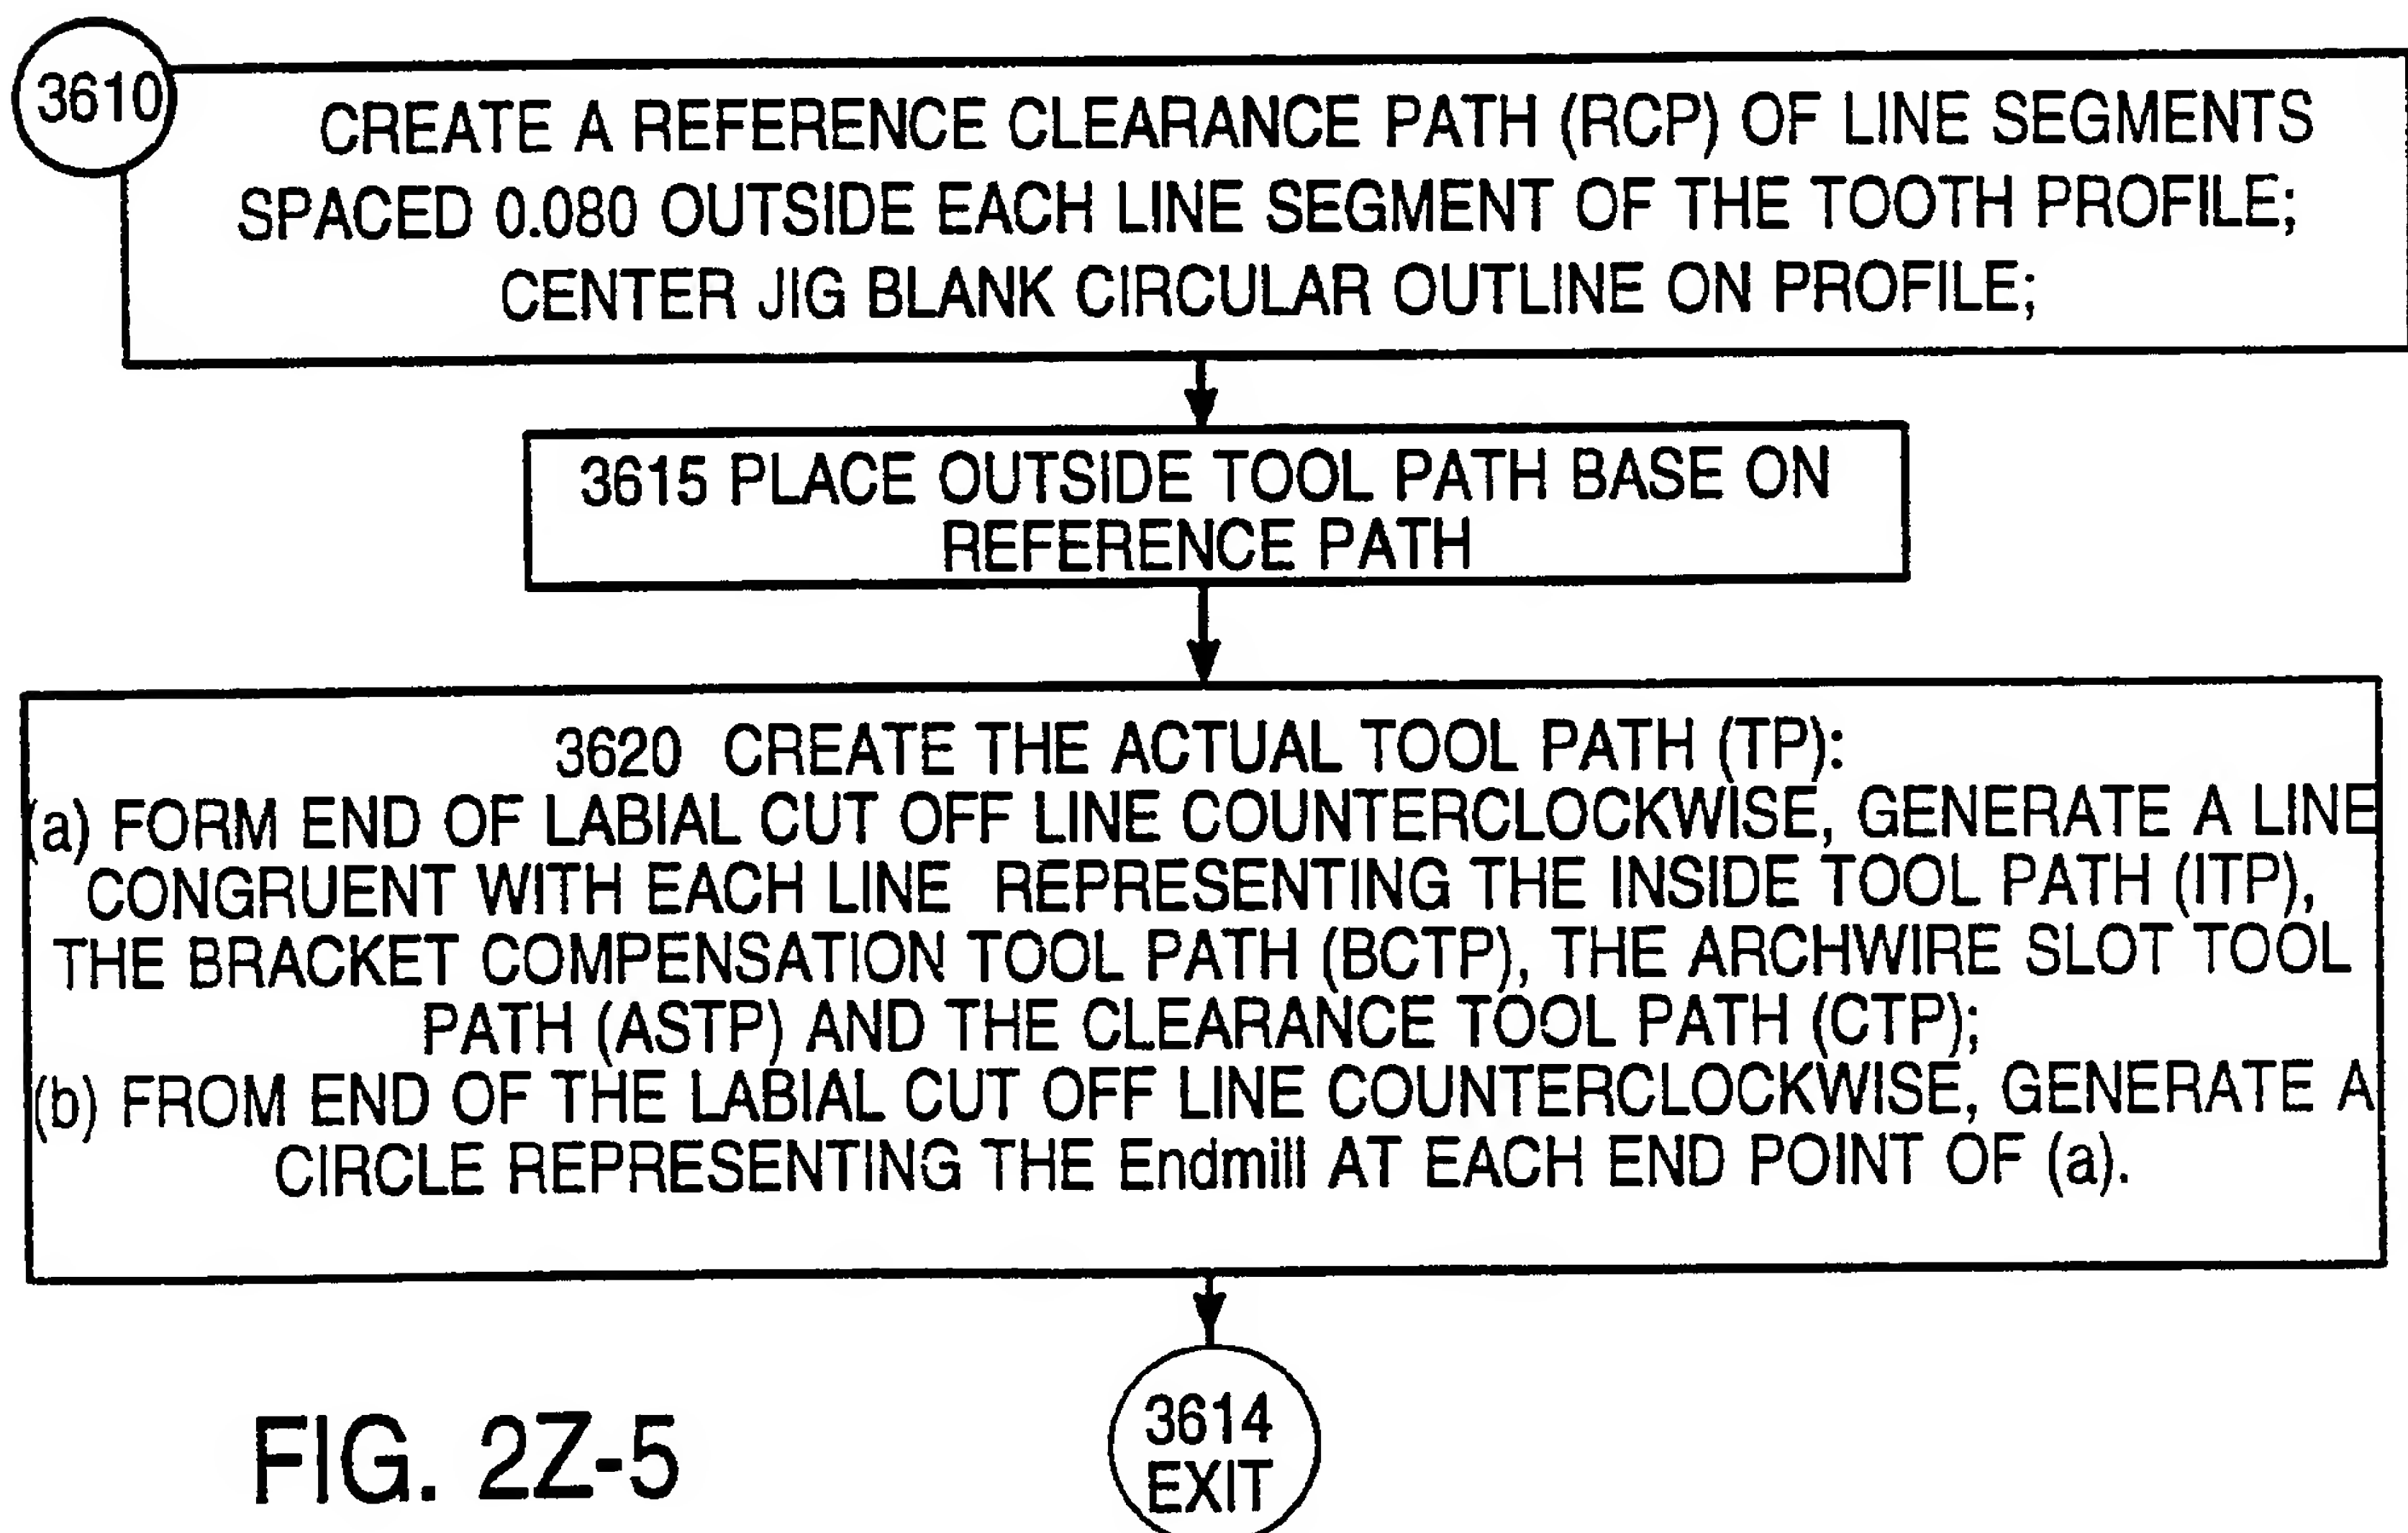 3610
CREATE A REFERENCE CLEARANCE PATH (RCP) OF LINE SEGMENTS
SPACED 0.080 OUTSIDE EACH LINE SEGMENT OF THE TOOTH PROFILE;
CENTER JIG BLANK CIRCULAR OUTLINE ON PROFILE;
3615 PLACE OUTSIDE TOOL PATH BASE ON
REFERENCE PATH
3620 CREATE THE ACTUAL TOOL PATH (TP):
(a) FORM END OF LABIAL CUT OFF LINE COUNTERCLOCKWISE, GENERATE A LINE
CONGRUENT WITH EACH LINE REPRESENTING THE INSIDE TOOL PATH (ITP),
THE BRACKET COMPENSATION TOOL PATH (BCTP), THE ARCHWIRE SLOT TOOL
PATH (ASTP) AND THE CLEARANCE TOOL PATH (CTP);
(b) FROM END OF THE LABIAL CUT OFF LINE COUNTERCLOCKWISE, GENERATE A
CIRCLE REPRESENTING THE Endmill AT EACH END POINT OF (a).
3614
EXIT
FIG. 2Z-5